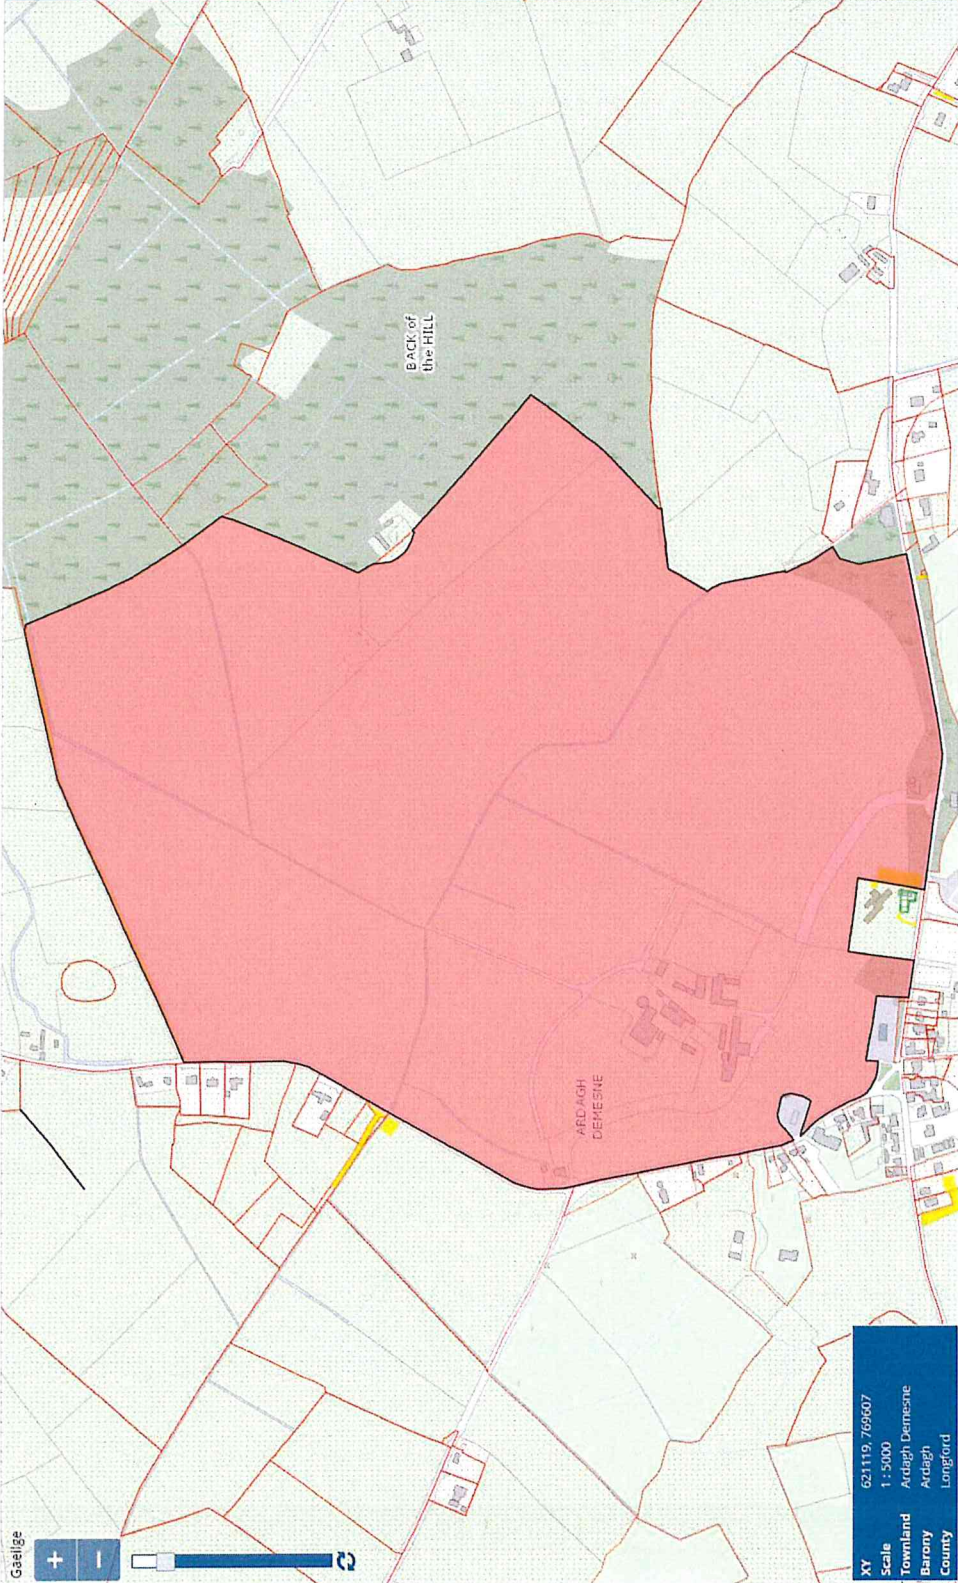 Gaeilge
+
−
BACK of
the HILL
ARDAGH
DEMESNE
XY 621119, 769607
Scale 1 : 5000
Townland Ardagh Demesne
Barony Ardagh
County Longford